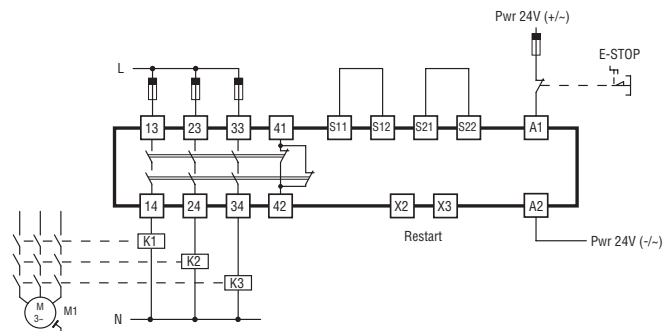 Pwr 24V (+/~)
E-STOP
L
13 23 33 41 S11 S12 S21 S22 A1
14 24 34 42 X2 X3 A2
Restart
Pwr 24V (-/~)
K1
K2
K3
M
3~
M1
N